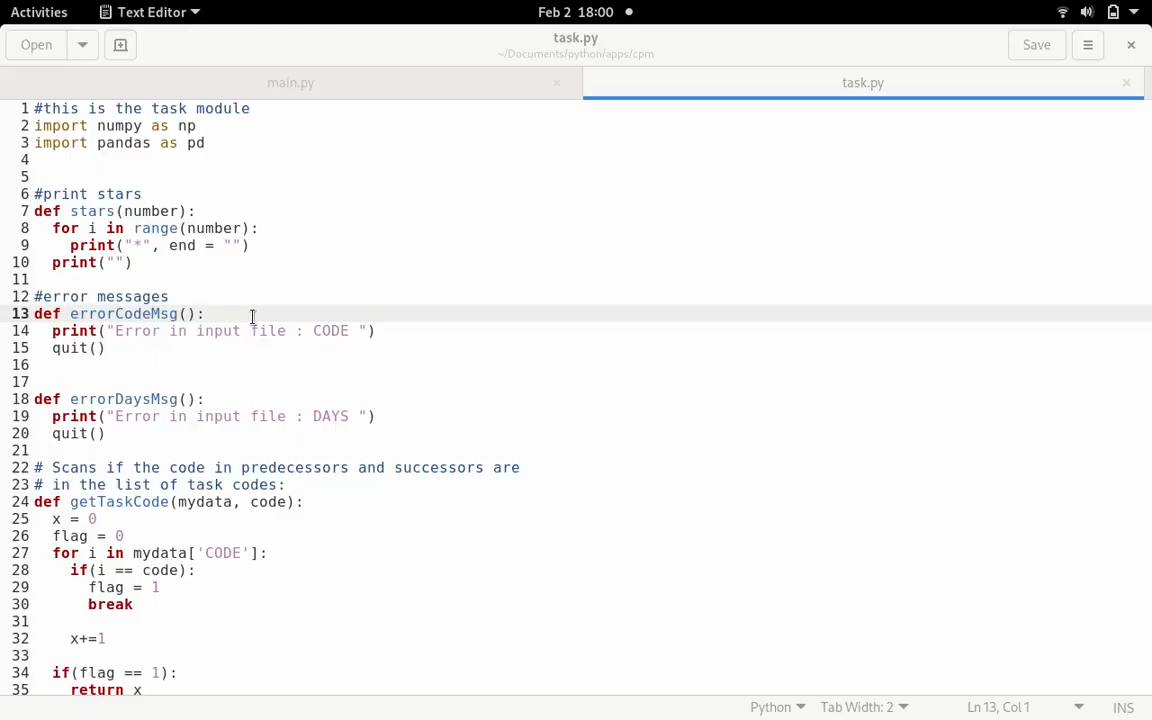 Activities Text Editor Feb 2 18:00
Open task.py Save
~/Documents/python/apps/cpm
main.py × task.py ×
1 #this is the task module
2 import numpy as np
3 import pandas as pd
4
5
6 #print stars
7 def stars(number):
8   for i in range(number):
9     print("*", end = "")
10   print("")
11
12 #error messages
13 def errorCodeMsg():
14   print("Error in input file : CODE ")
15   quit()
16
17
18 def errorDaysMsg():
19   print("Error in input file : DAYS ")
20   quit()
21
22 # Scans if the code in predecessors and successors are
23 # in the list of task codes:
24 def getTaskCode(mydata, code):
25   x = 0
26   flag = 0
27   for i in mydata['CODE']:
28     if(i == code):
29       flag = 1
30       break
31
32     x+=1
33
34   if(flag == 1):
35     return x
Python Tab Width: 2 Ln 13, Col 1 INS